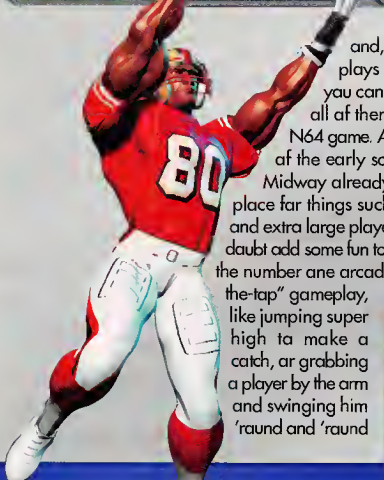 and,
plays
you can
all of ther
N64 game. A
of the early sc
Midway already
place far things such
and extra large playe
daubt add some fun to
the number ane arcad
the-tap" gameplay,
like jumping super
high ta make a
catch, ar grabbing
a player by the arm
and swinging him
'raund and 'raund
80